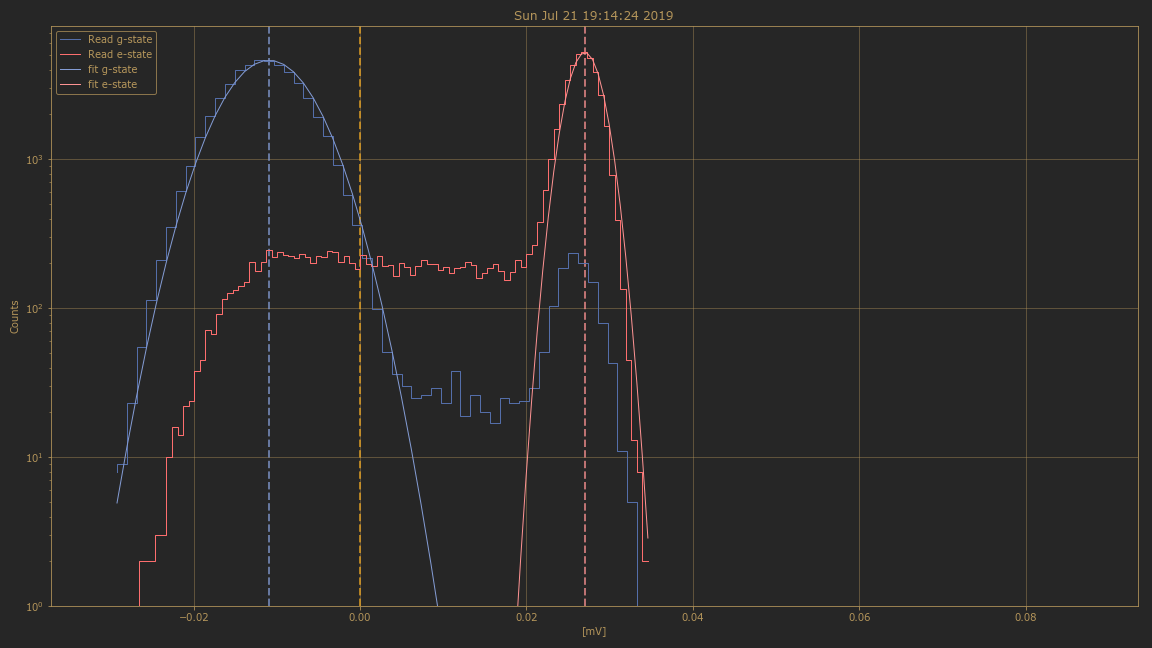 Sun Jul 21 19:14:24 2019
Read g-state
Read e-state
fit g-state
fit e-state
Counts
10³
10²
10¹
10⁰
−0.02
0.00
0.02
0.04
0.06
0.08
[mV]